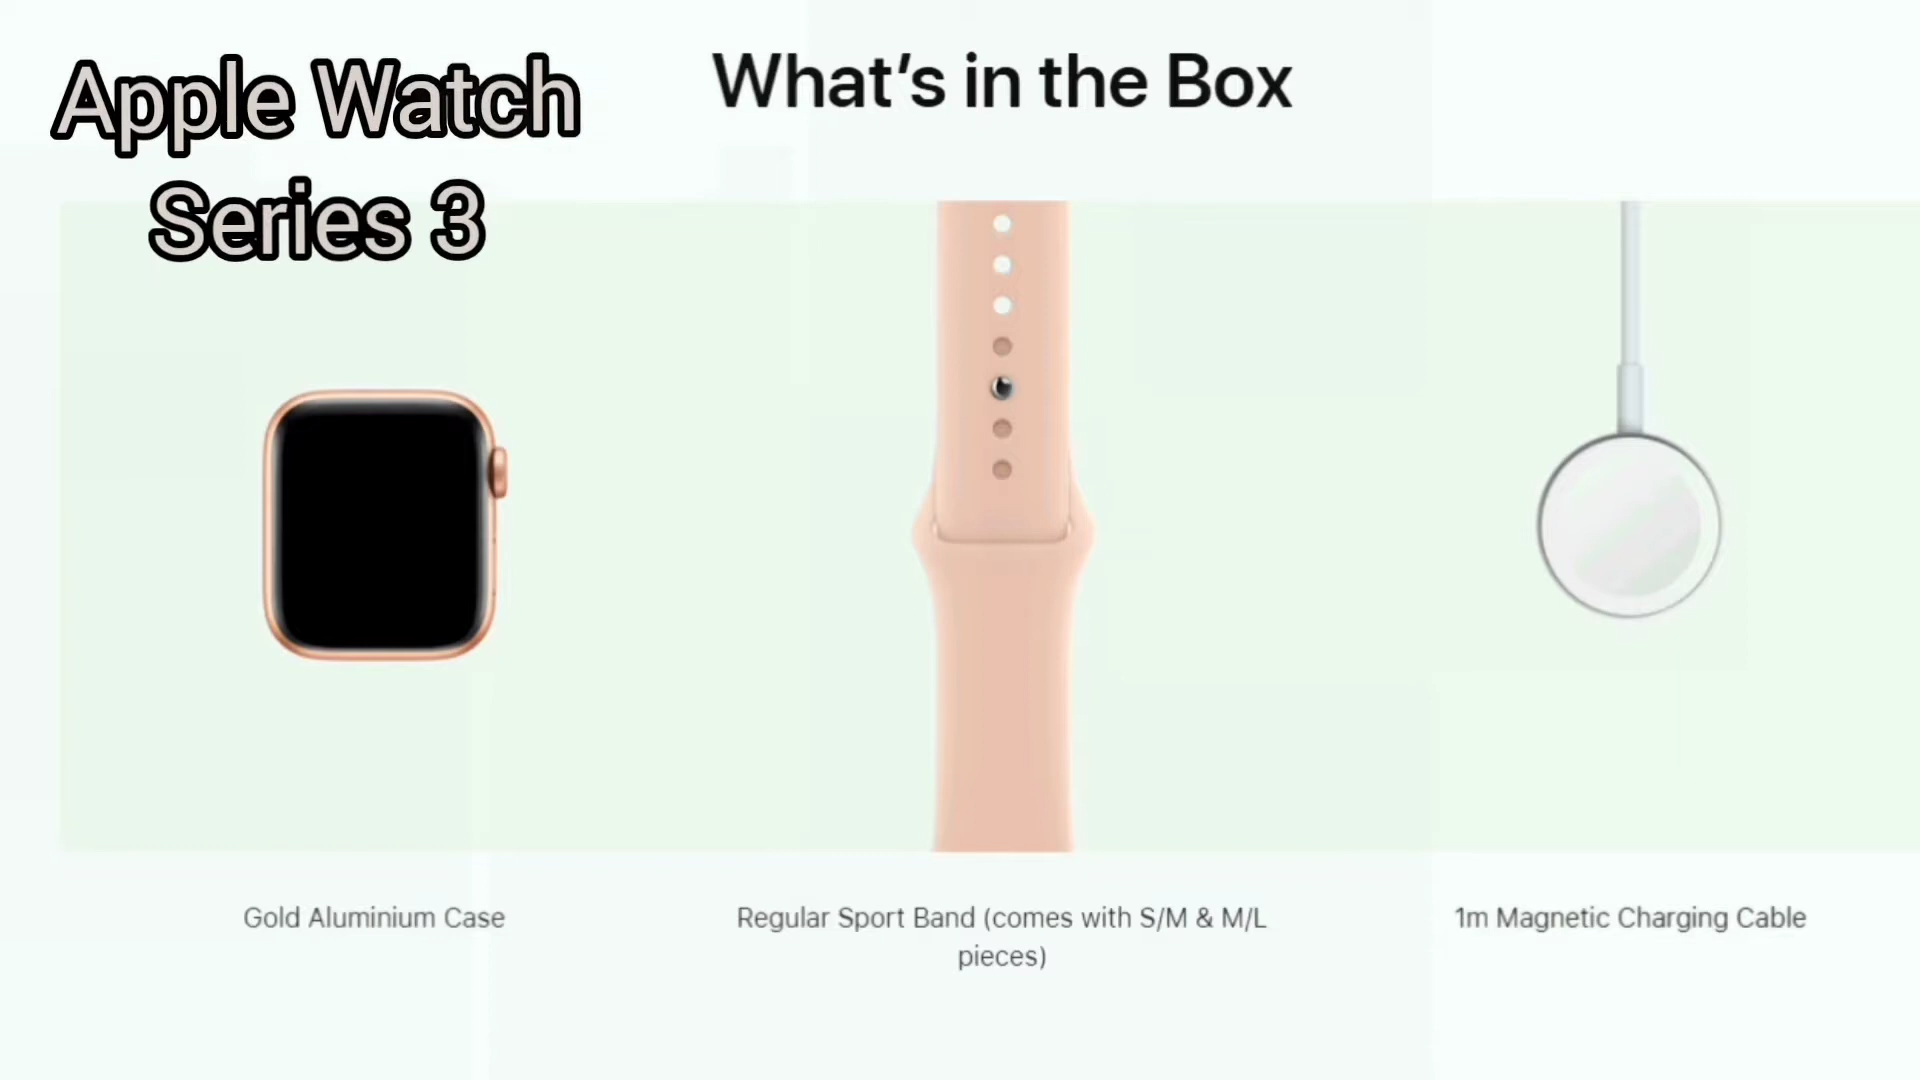 Apple Watch
Series 3
What's in the Box
Gold Aluminium Case
Regular Sport Band (comes with S/M & M/L
pieces)
1m Magnetic Charging Cable